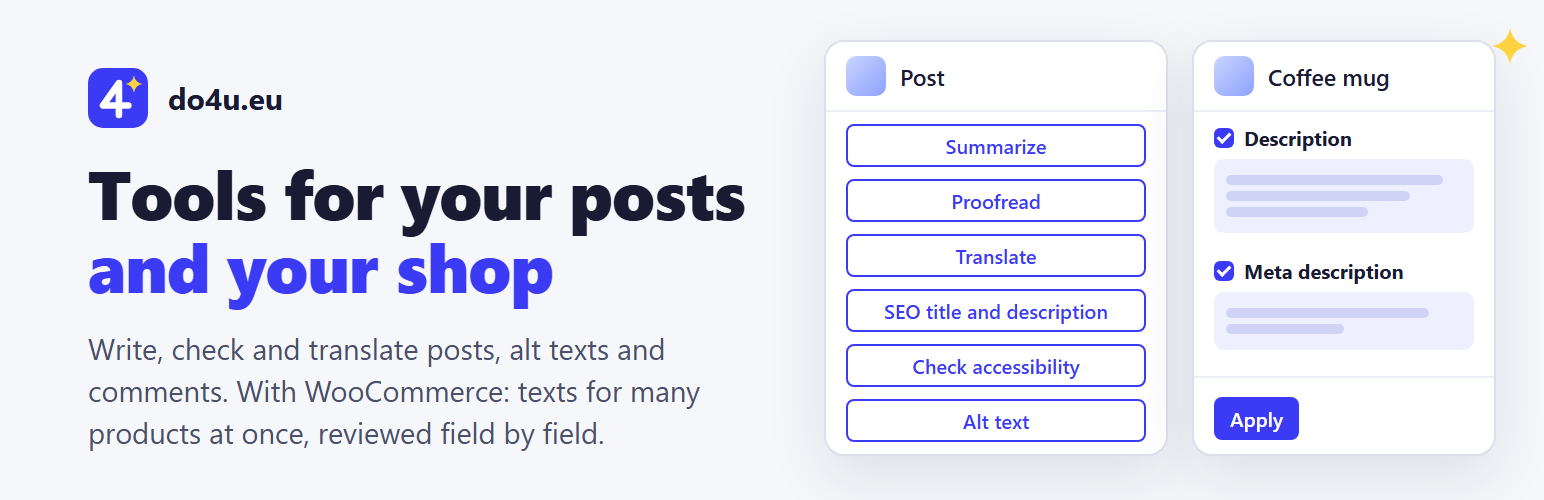 4
do4u.eu
Tools for your posts
and your shop
Write, check and translate posts, alt texts and
comments. With WooCommerce: texts for many
products at once, reviewed field by field.
Post
Summarize
Proofread
Translate
SEO title and description
Check accessibility
Alt text
Coffee mug
Description
Meta description
Apply